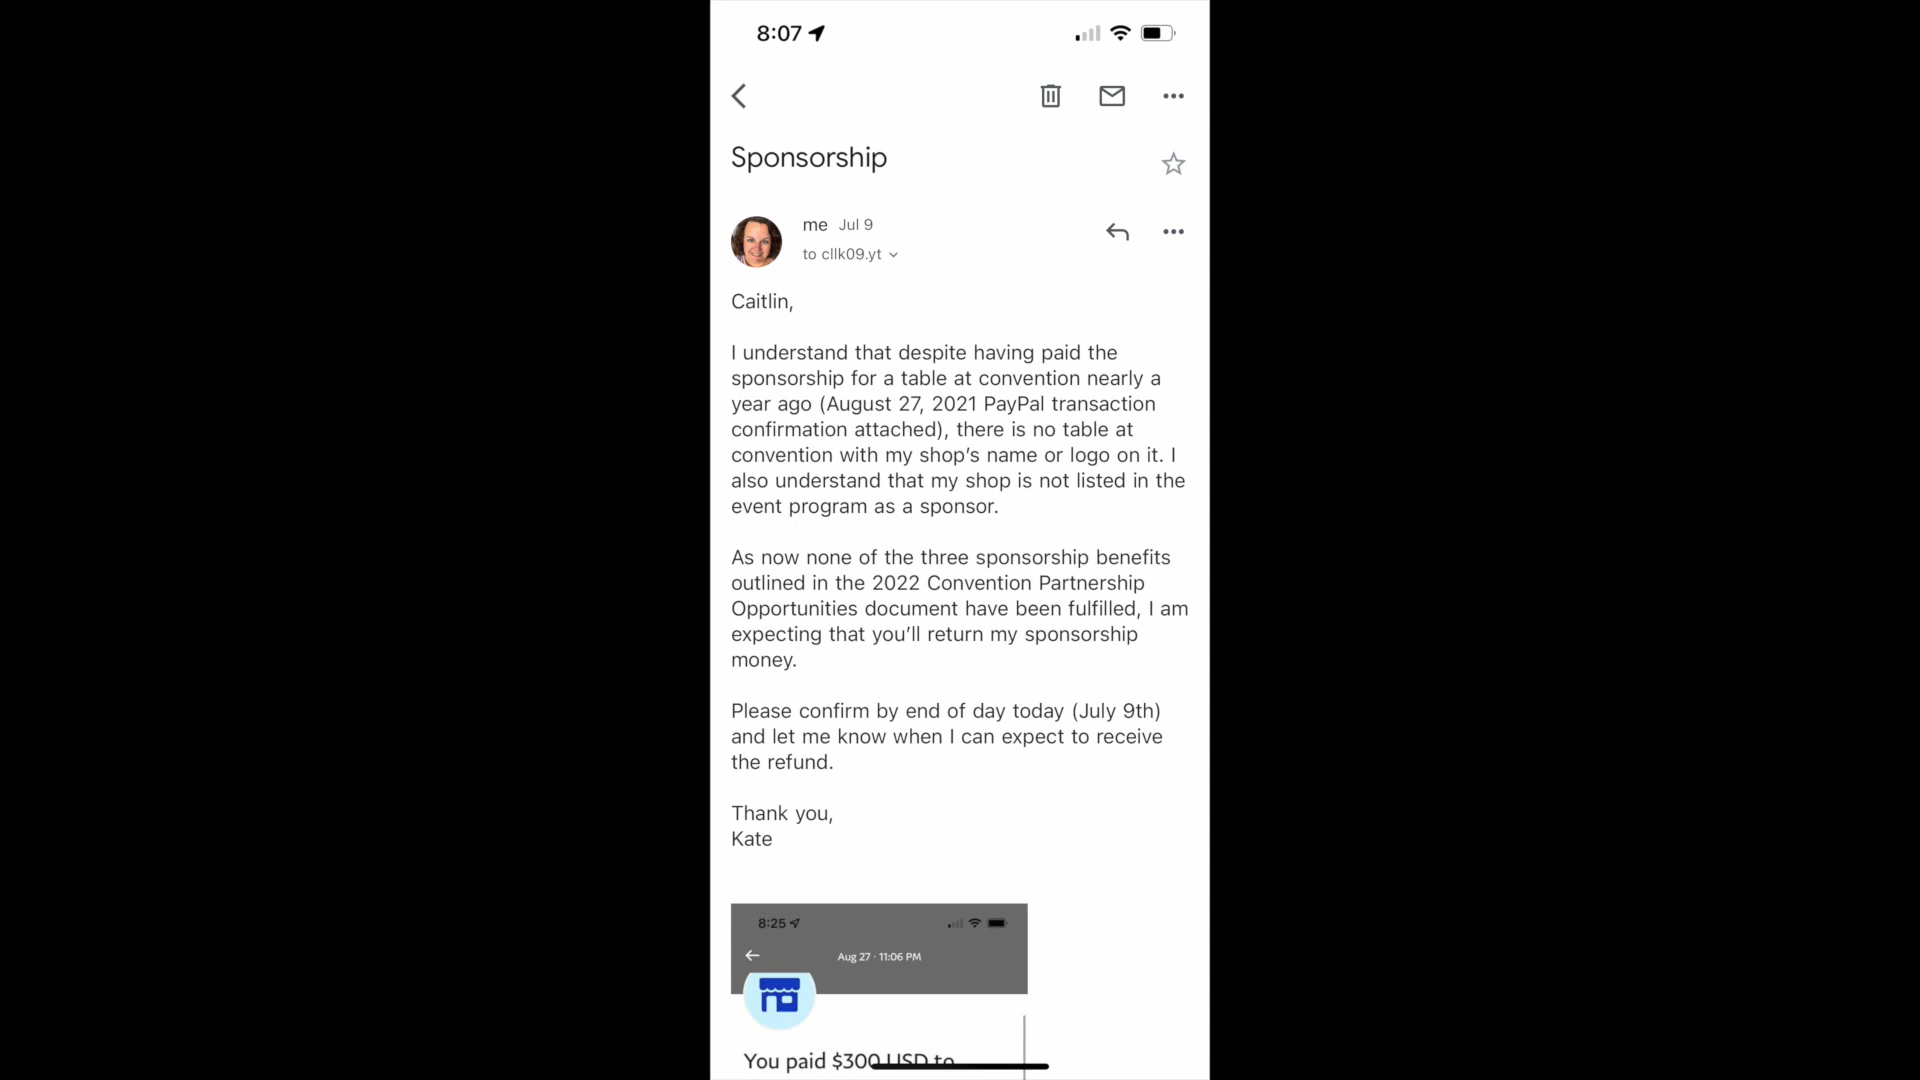 8:07
Sponsorship
me Jul 9
to cllk09.yt
Caitlin,
I understand that despite having paid the
sponsorship for a table at convention nearly a
year ago (August 27, 2021 PayPal transaction
confirmation attached), there is no table at
convention with my shop’s name or logo on it. I
also understand that my shop is not listed in the
event program as a sponsor.
As now none of the three sponsorship benefits
outlined in the 2022 Convention Partnership
Opportunities document have been fulfilled, I am
expecting that you’ll return my sponsorship
money.
Please confirm by end of day today (July 9th)
and let me know when I can expect to receive
the refund.
Thank you,
Kate
8:25
Aug 27 · 11:06 PM
You paid $300 USD to